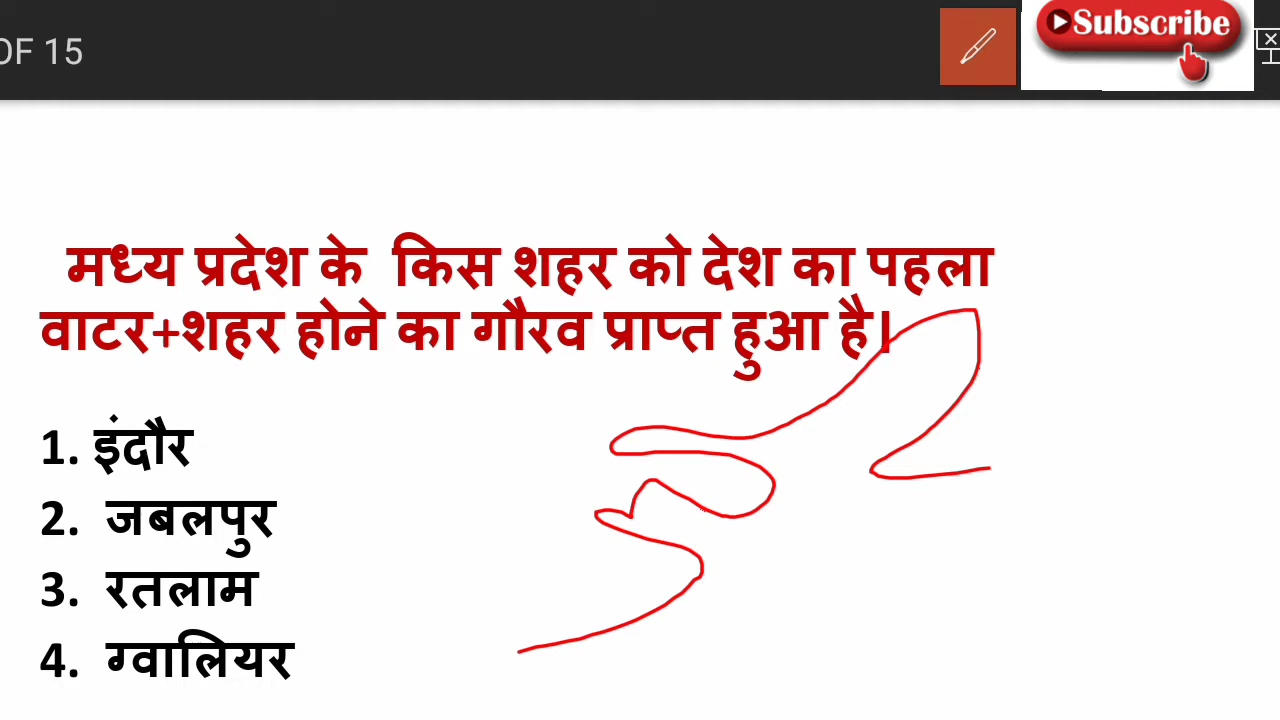 OF 15
Subscribe
मध्य प्रदेश के किस शहर को देश का पहला
वाटर+शहर होने का गौरव प्राप्त हुआ है।
1. इंदौर
2. जबलपुर
3. रतलाम
4. ग्वालियर